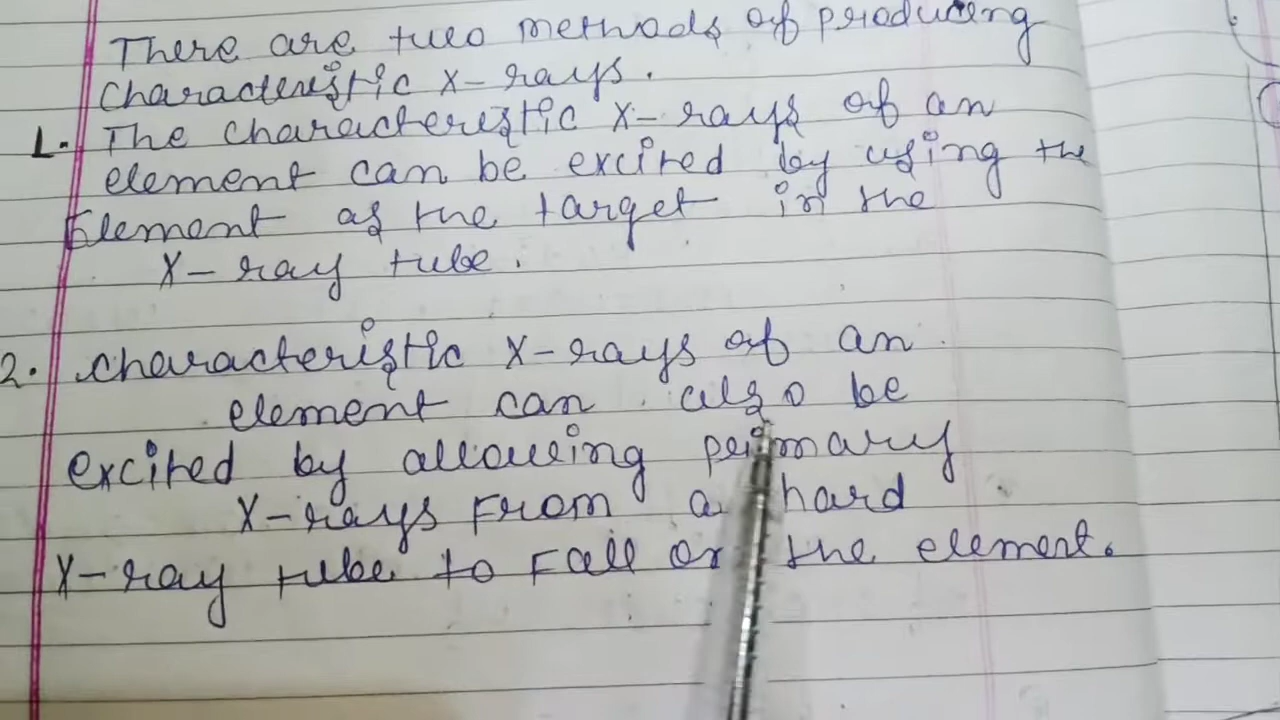 There are two methods of producing
characteristic X-rays.
1. The characteristic X-rays of an
element can be excited by using the
Element as the target in the
X-ray tube.
2. characteristic X-rays of an
element can also be
excited by allowing primary
X-rays From a hard
X-ray tube to Fall on the element.